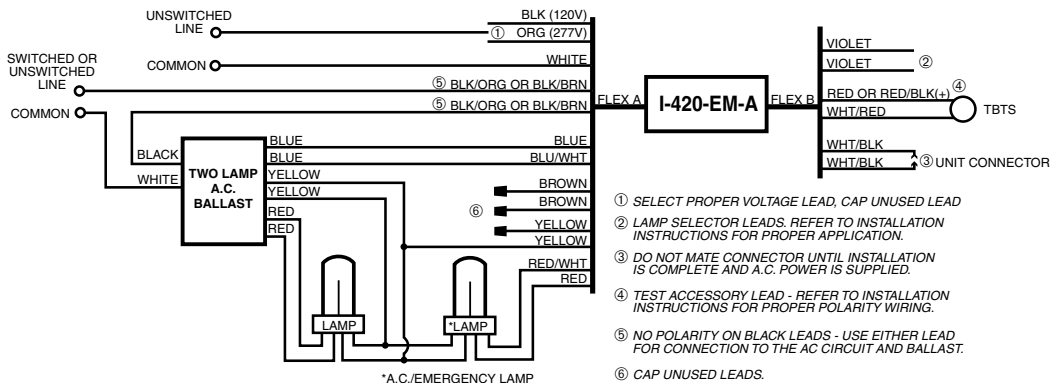 UNSWITCHED
LINE
COMMON
SWITCHED OR
UNSWITCHED
LINE
COMMON
BLK (120V)
① ORG (277V)
WHITE
⑤ BLK/ORG OR BLK/BRN
⑤ BLK/ORG OR BLK/BRN
BLACK
WHITE
TWO LAMP
A.C.
BALLAST
BLUE
BLUE
YELLOW
YELLOW
RED
RED
BLUE
BLU/WHT
BROWN
BROWN
⑥
YELLOW
YELLOW
RED/WHT
RED
LAMP
*LAMP
*A.C./EMERGENCY LAMP
FLEX A
I-420-EM-A
FLEX B
VIOLET
VIOLET ②
RED OR RED/BLK(+) ④
WHT/RED
TBTS
WHT/BLK
WHT/BLK
③ UNIT CONNECTOR
① SELECT PROPER VOLTAGE LEAD, CAP UNUSED LEAD
② LAMP SELECTOR LEADS. REFER TO INSTALLATION
INSTRUCTIONS FOR PROPER APPLICATION.
③ DO NOT MATE CONNECTOR UNTIL INSTALLATION
IS COMPLETE AND A.C. POWER IS SUPPLIED.
④ TEST ACCESSORY LEAD - REFER TO INSTALLATION
INSTRUCTIONS FOR PROPER POLARITY WIRING.
⑤ NO POLARITY ON BLACK LEADS - USE EITHER LEAD
FOR CONNECTION TO THE AC CIRCUIT AND BALLAST.
⑥ CAP UNUSED LEADS.